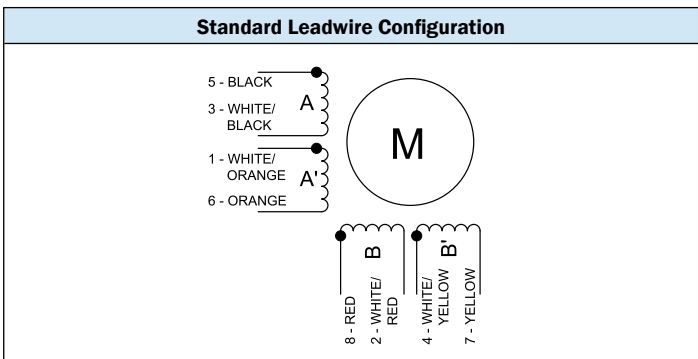 Standard Leadwire Configuration
5 - BLACK
A
3 - WHITE/
BLACK
1 - WHITE/
ORANGE
A'
6 - ORANGE
M
B
B'
8 - RED
2 - WHITE/
RED
4 - WHITE/
YELLOW
7 - YELLOW